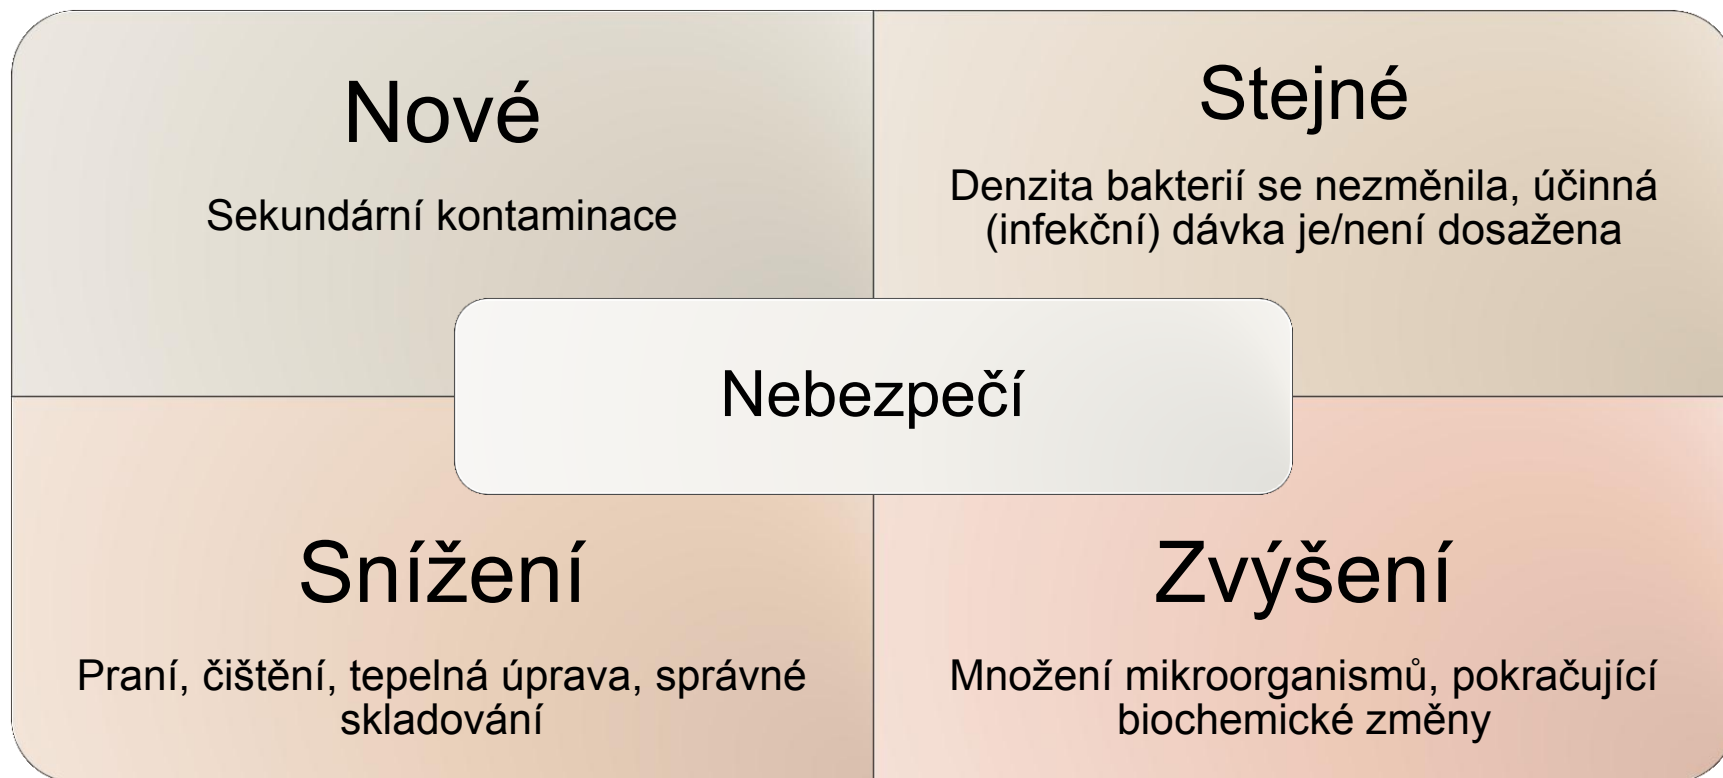 Nové
Sekundární kontaminace
Stejné
Denzita bakterií se nezměnila, účinná
(infekční) dávka je/není dosažena
Nebezpečí
Snížení
Praní, čištění, tepelná úprava, správné
skladování
Zvýšení
Množení mikroorganismů, pokračující
biochemické změny